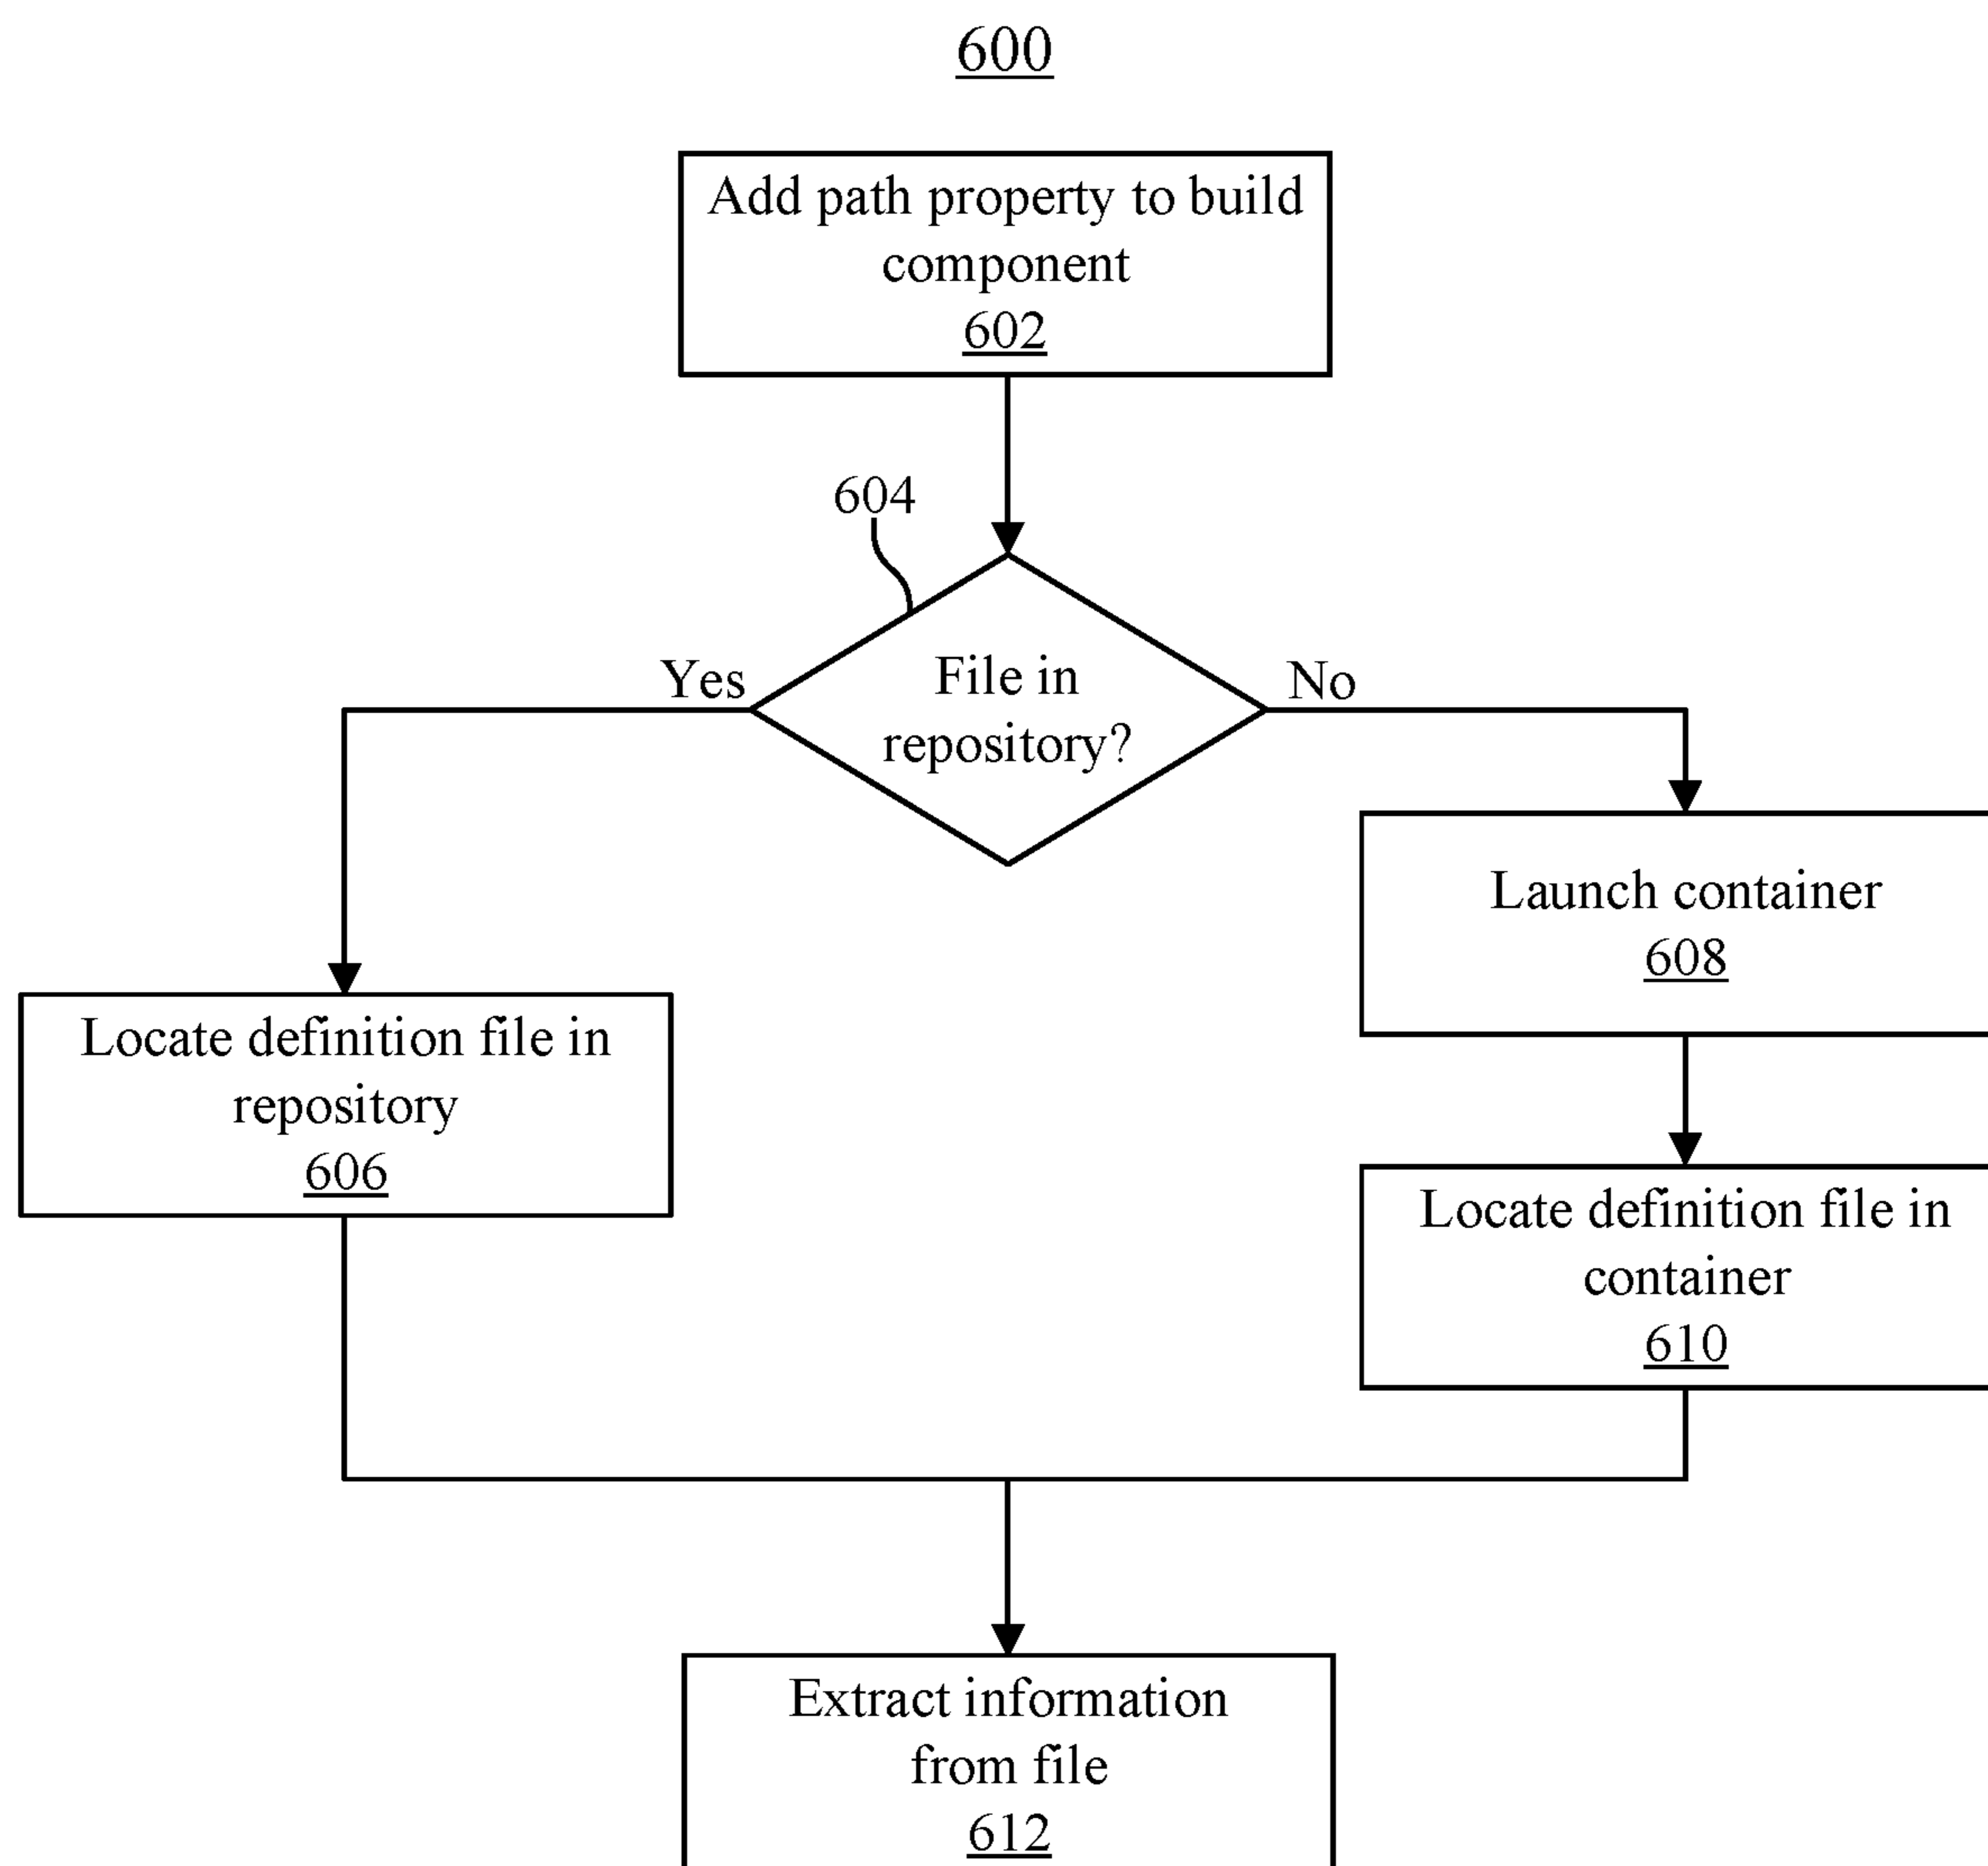 600
Add path property to build
component
602
604
File in
repository?
Yes
No
Launch container
608
Locate definition file in
repository
606
Locate definition file in
container
610
Extract information
from file
612